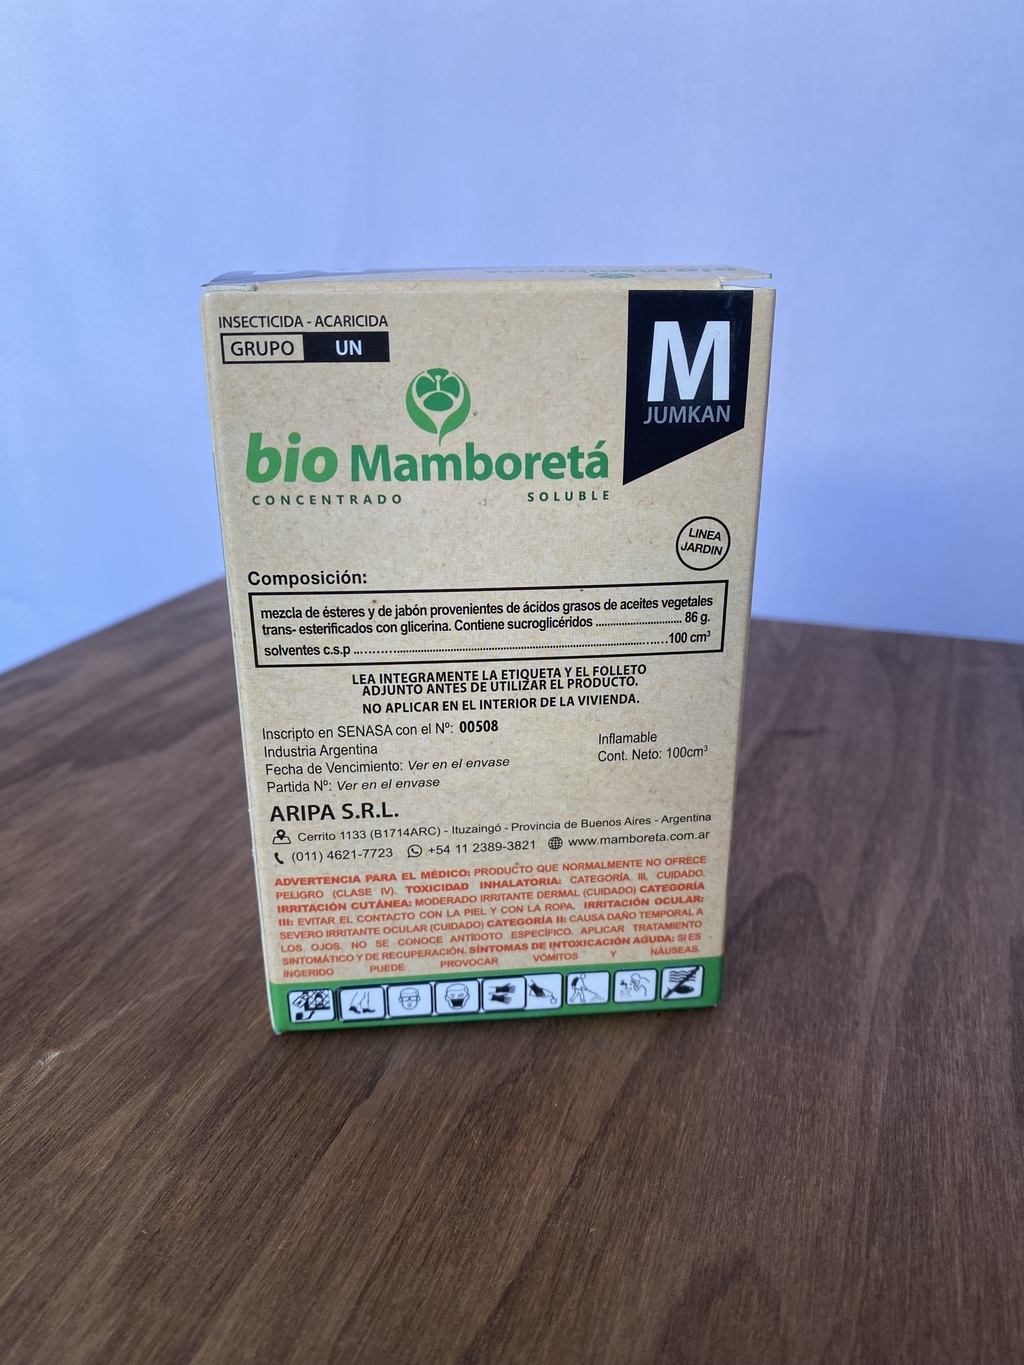 INSECTICIDA - ACARICIDA
GRUPO UN
M
JUMKAN
bio Mamboretá
CONCENTRADO SOLUBLE
LINEA
JARDIN
Composición:
mezcla de ésteres y de jabón provenientes de ácidos grasos de aceites vegetales
trans- esterificados con glicerina. Contiene sucroglicéridos .............................. 86 g.
solventes c.s.p ............................................................................................100 cm³
LEA INTEGRAMENTE LA ETIQUETA Y EL FOLLETO
ADJUNTO ANTES DE UTILIZAR EL PRODUCTO.
NO APLICAR EN EL INTERIOR DE LA VIVIENDA.
Inscripto en SENASA con el Nº: 00508
Industria Argentina
Fecha de Vencimiento: Ver en el envase
Partida Nº: Ver en el envase
Inflamable
Cont. Neto: 100cm³
ARIPA S.R.L.
Cerrito 1133 (B1714ARC) - Ituzaingó - Provincia de Buenos Aires - Argentina
(011) 4621-7723 +54 11 2389-3821 www.mamboreta.com.ar
ADVERTENCIA PARA EL MÉDICO: PRODUCTO QUE NORMALMENTE NO OFRECE
PELIGRO (CLASE IV). TOXICIDAD INHALATORIA: CATEGORÍA III, CUIDADO.
IRRITACIÓN CUTÁNEA: MODERADO IRRITANTE DERMAL (CUIDADO) CATEGORÍA
III: EVITAR EL CONTACTO CON LA PIEL Y CON LA ROPA. IRRITACIÓN OCULAR:
SEVERO IRRITANTE OCULAR (CUIDADO) CATEGORÍA II: CAUSA DAÑO TEMPORAL A
LOS OJOS. NO SE CONOCE ANTÍDOTO ESPECÍFICO. APLICAR TRATAMIENTO
SINTOMÁTICO Y DE RECUPERACIÓN. SÍNTOMAS DE INTOXICACIÓN AGUDA: SI ES
INGERIDO PUEDE PROVOCAR VÓMITOS Y NÁUSEAS.